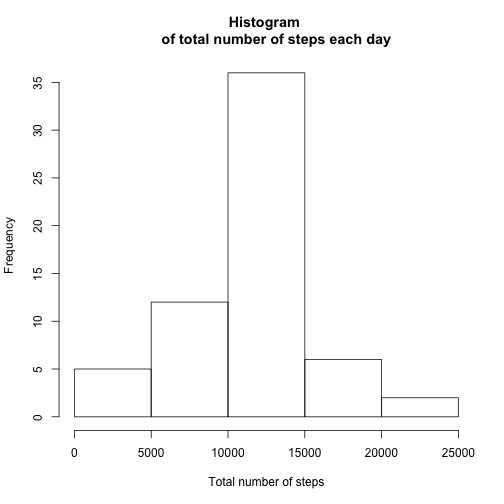 Histogram
of total number of steps each day
35
30
25
20
15
10
5
0
Frequency
0 5000 10000 15000 20000 25000
Total number of steps